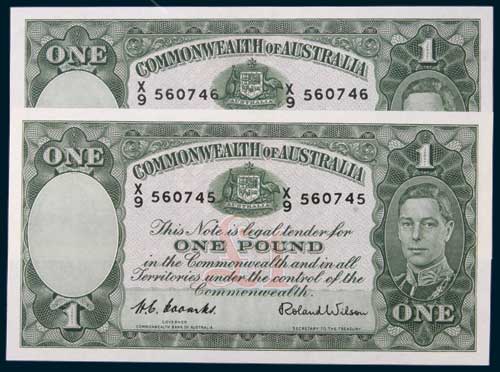 ONE
COMMONWEALTH OF AUSTRALIA
1
X/9 560746 X/9 560746
AUSTRALIA
ONE
COMMONWEALTH OF AUSTRALIA
1
X/9 560745 X/9 560745
AUSTRALIA
This Note is legal tender for
ONE POUND
in the Commonwealth and in all
Territories under the control of the
Commonwealth.
Roland Wilson
GOVERNOR
COMMONWEALTH BANK OF AUSTRALIA
SECRETARY TO THE TREASURY
1
ONE